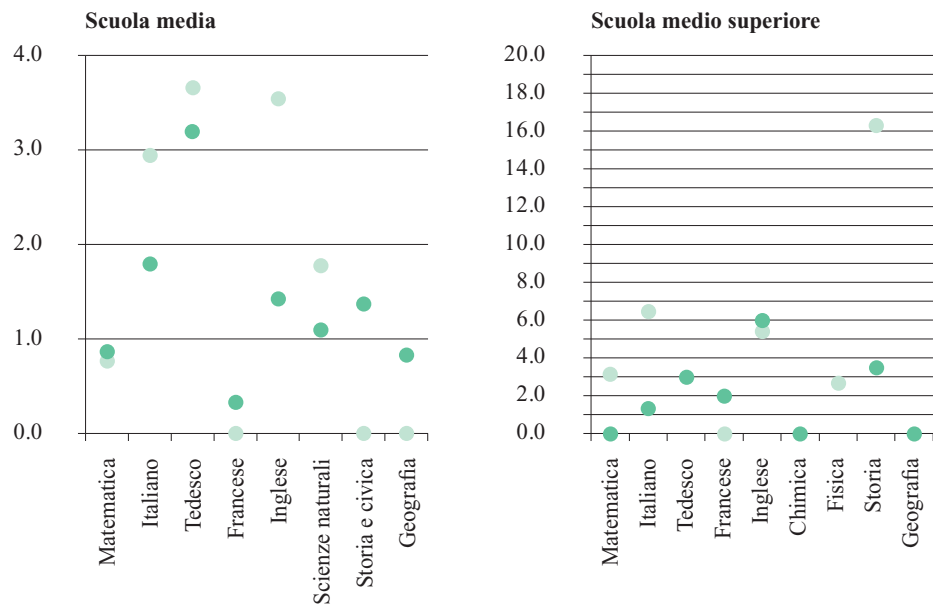 Scuola media
4.0
3.0
2.0
1.0
0.0
Matematica
Italiano
Tedesco
Francese
Inglese
Scienze naturali
Storia e civica
Geografia
Scuola medio superiore
20.0
18.0
16.0
14.0
12.0
10.0
8.0
6.0
4.0
2.0
0.0
Matematica
Italiano
Tedesco
Francese
Inglese
Chimica
Fisica
Storia
Geografia